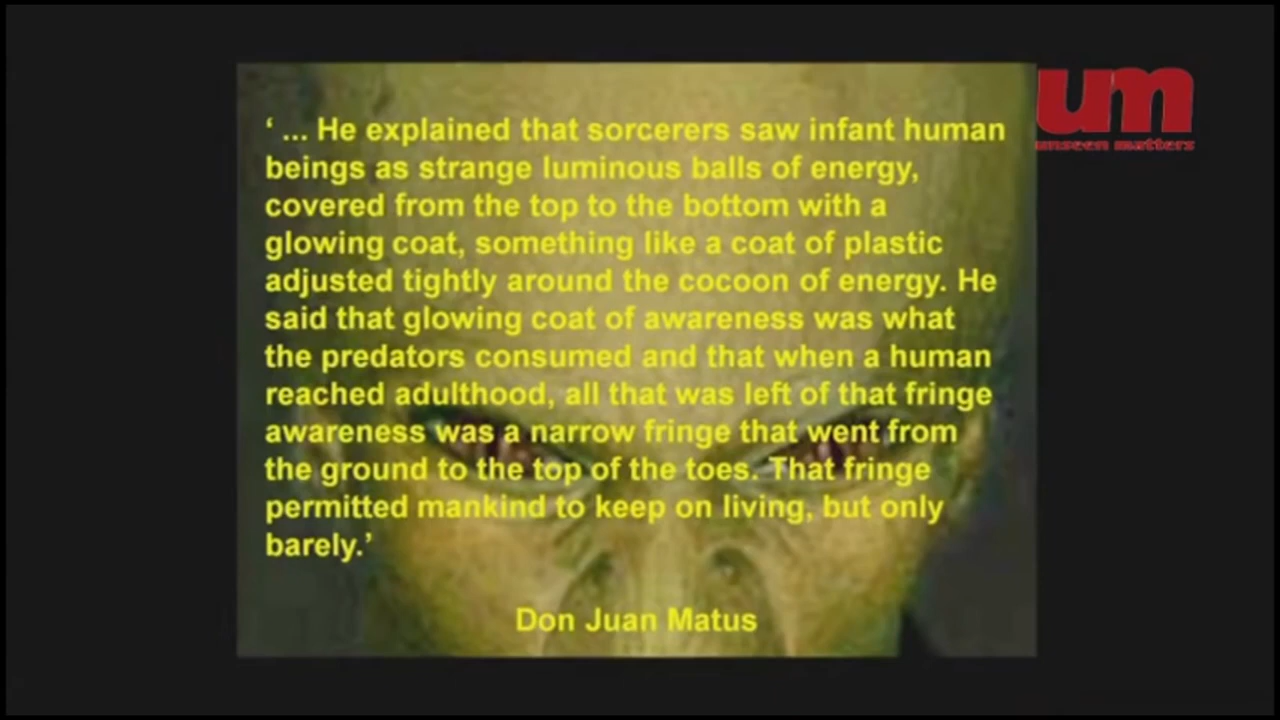 ‘ ... He explained that sorcerers saw infant human
beings as strange luminous balls of energy,
covered from the top to the bottom with a
glowing coat, something like a coat of plastic
adjusted tightly around the cocoon of energy. He
said that glowing coat of awareness was what
the predators consumed and that when a human
reached adulthood, all that was left of that fringe
awareness was a narrow fringe that went from
the ground to the top of the toes. That fringe
permitted mankind to keep on living, but only
barely.’
Don Juan Matus
um
unseen matters